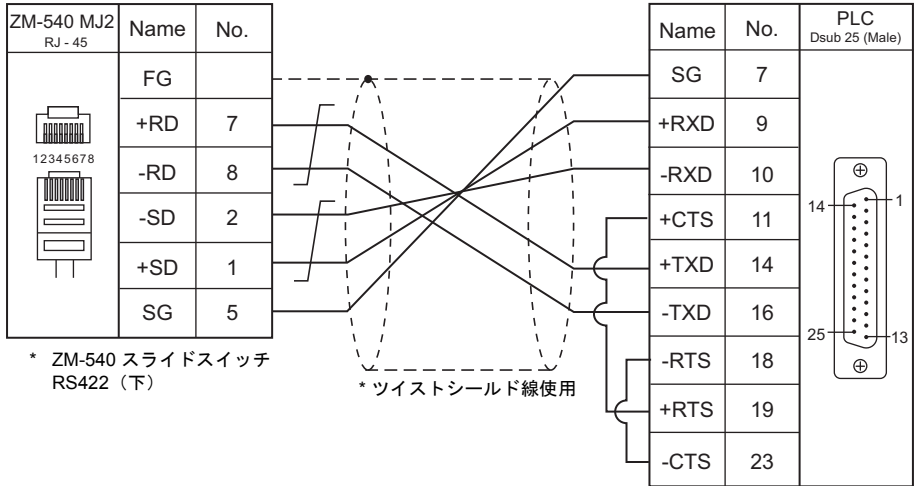 ZM-540 MJ2
RJ - 45
Name
No.
FG
+RD
7
-RD
8
-SD
2
+SD
1
SG
5
12345678
* ZM-540 スライドスイッチ
RS422（下）
* ツイストシールド線使用
Name
No.
PLC
Dsub 25 (Male)
SG
7
+RXD
9
-RXD
10
+CTS
11
+TXD
14
-TXD
16
-RTS
18
+RTS
19
-CTS
23
14
1
25
13